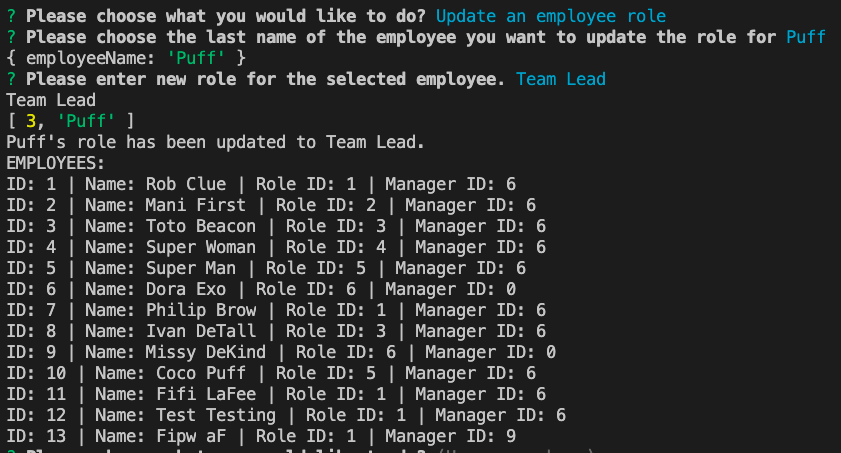 ? Please choose what you would like to do? Update an employee role
? Please choose the last name of the employee you want to update the role for Puff
{ employeeName: 'Puff' }
? Please enter new role for the selected employee. Team Lead
Team Lead
[ 3, 'Puff' ]
Puff's role has been updated to Team Lead.
EMPLOYEES:
ID: 1 | Name: Rob Clue | Role ID: 1 | Manager ID: 6
ID: 2 | Name: Mani First | Role ID: 2 | Manager ID: 6
ID: 3 | Name: Toto Beacon | Role ID: 3 | Manager ID: 6
ID: 4 | Name: Super Woman | Role ID: 4 | Manager ID: 6
ID: 5 | Name: Super Man | Role ID: 5 | Manager ID: 6
ID: 6 | Name: Dora Exo | Role ID: 6 | Manager ID: 0
ID: 7 | Name: Philip Brow | Role ID: 1 | Manager ID: 6
ID: 8 | Name: Ivan DeTall | Role ID: 3 | Manager ID: 6
ID: 9 | Name: Missy DeKind | Role ID: 6 | Manager ID: 0
ID: 10 | Name: Coco Puff | Role ID: 5 | Manager ID: 6
ID: 11 | Name: Fifi LaFee | Role ID: 1 | Manager ID: 6
ID: 12 | Name: Test Testing | Role ID: 1 | Manager ID: 6
ID: 13 | Name: Fipw aF | Role ID: 1 | Manager ID: 9